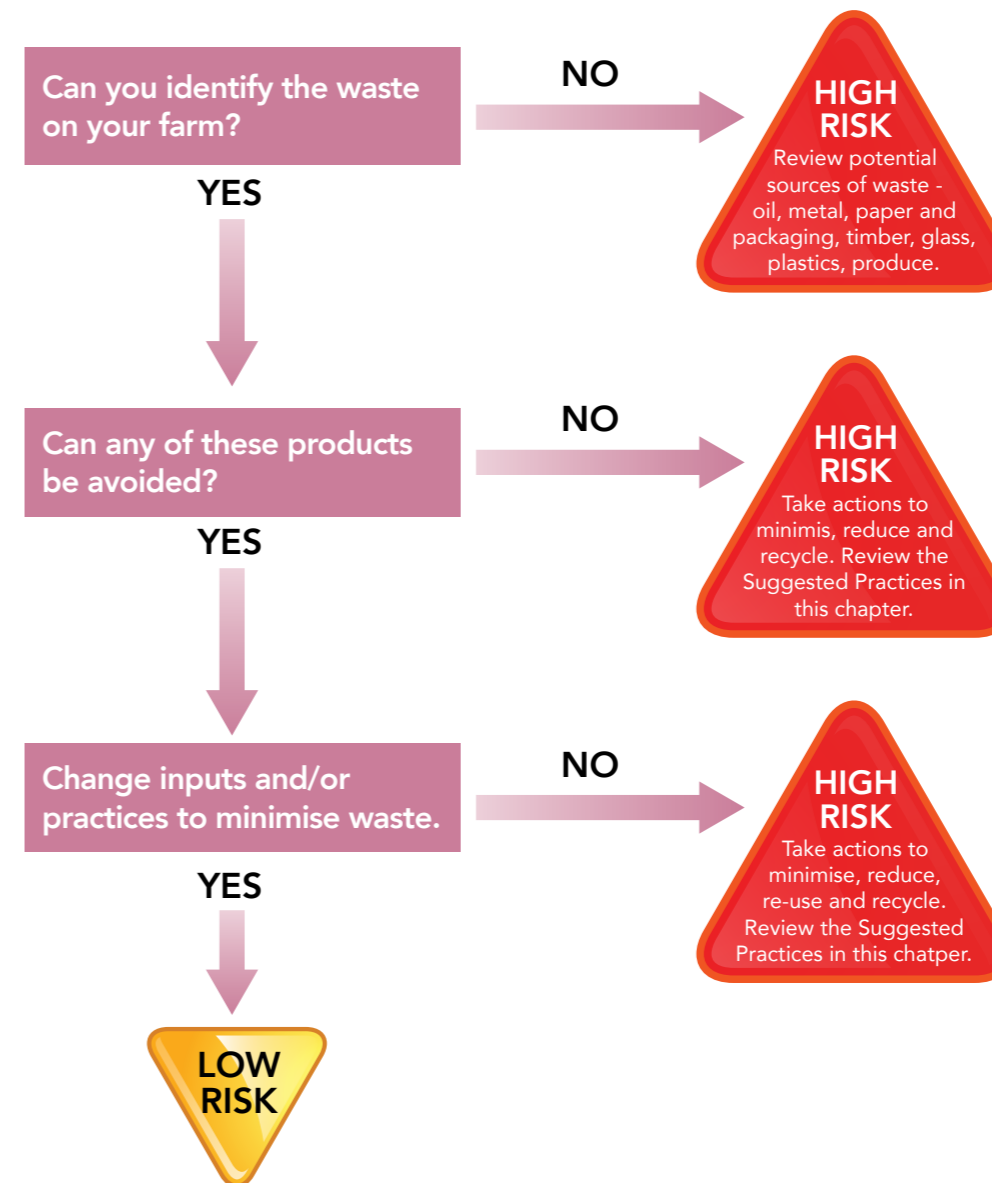 Can you identify the waste
on your farm?
NO
HIGH
RISK
Review potential
sources of waste -
oil, metal, paper and
packaging, timber, glass,
plastics, produce.
YES
Can any of these products
be avoided?
NO
HIGH
RISK
Take actions to
minimis, reduce and
recycle. Review the
Suggested Practices in
this chapter.
YES
Change inputs and/or
practices to minimise waste.
NO
HIGH
RISK
Take actions to
minimise, reduce,
re-use and recycle.
Review the Suggested
Practices in this chatper.
YES
LOW
RISK